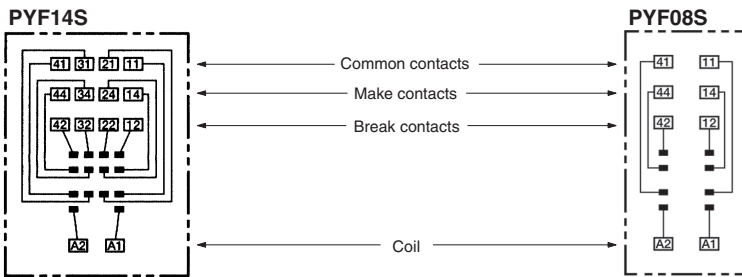 PYF14S PYF08S
41 31 21 11 Common contacts 41 11
44 34 24 14 Make contacts 44 14
42 32 22 12 Break contacts 42 12
A2 A1 Coil A2 A1